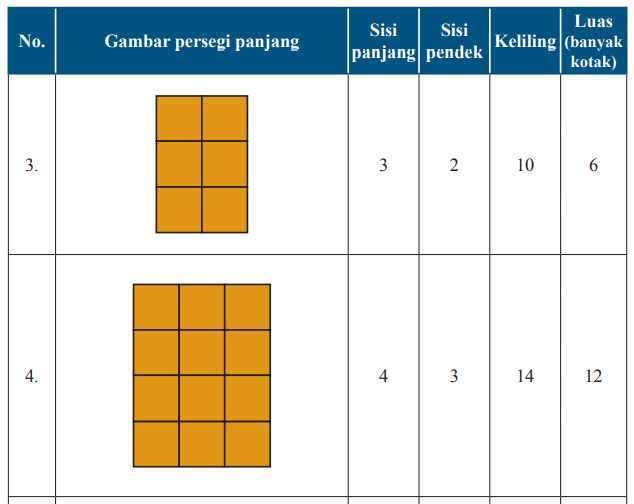 No. Gambar persegi panjang Sisi panjang Sisi pendek Keliling Luas (banyak kotak)
3. 3 2 10 6
4. 4 3 14 12